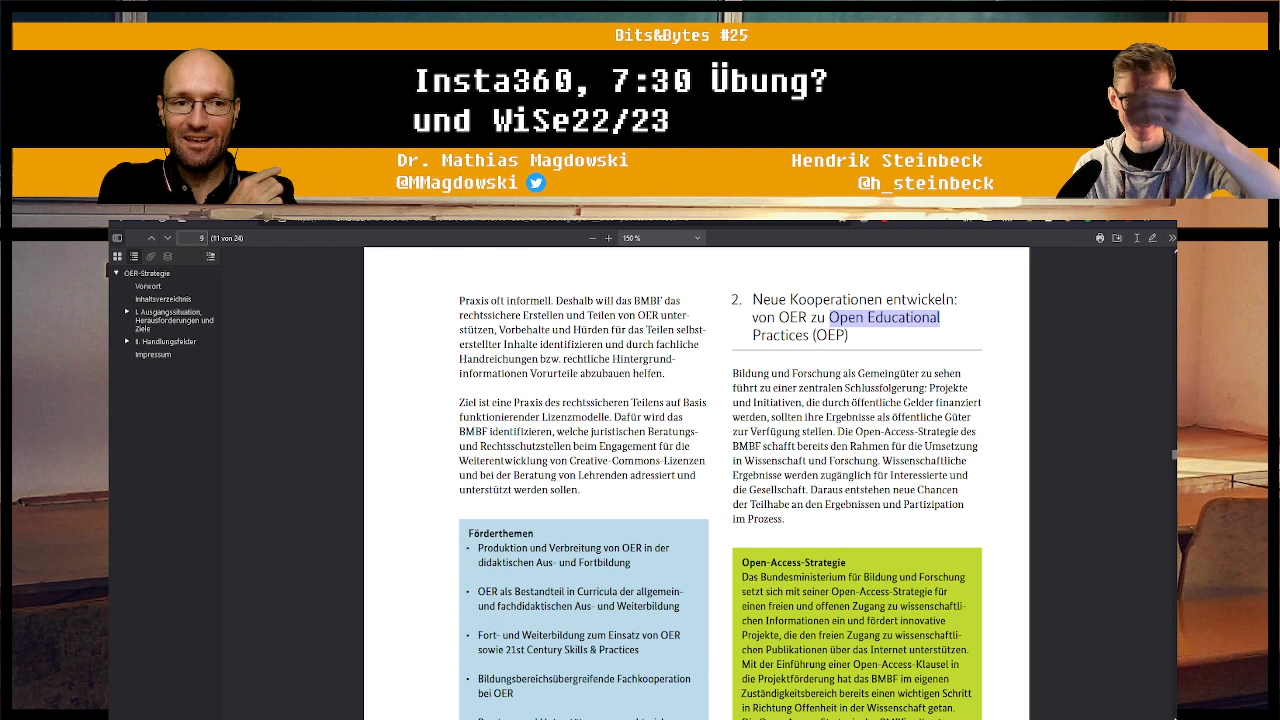 Bits&Bytes #25
Insta360, 7:30 Übung?
und WiSe22/23
Dr. Mathias Magdowski
@MMagdowski
Hendrik Steinbeck
@h_steinbeck
9 (11 von 24)
150 %
OER-Strategie
Vorwort
Inhaltsverzeichnis
I. Ausgangssituation,
Herausforderungen und
Ziele
II. Handlungsfelder
Impressum
Praxis oft informell. Deshalb will das BMBF das
rechtssichere Erstellen und Teilen von OER unter-
stützen, Vorbehalte und Hürden für das Teilen selbst-
erstellter Inhalte identifizieren und durch fachliche
Handreichungen bzw. rechtliche Hintergrund-
informationen Vorurteile abzubauen helfen.
Ziel ist eine Praxis des rechtssicheren Teilens auf Basis
funktionierender Lizenzmodelle. Dafür wird das
BMBF identifizieren, welche juristischen Beratungs-
und Rechtsschutzstellen beim Engagement für die
Weiterentwicklung von Creative-Commons-Lizenzen
und bei der Beratung von Lehrenden adressiert und
unterstützt werden sollen.
Förderthemen
• Produktion und Verbreitung von OER in der
didaktischen Aus- und Fortbildung
• OER als Bestandteil in Curricula der allgemein-
und fachdidaktischen Aus- und Weiterbildung
• Fort- und Weiterbildung zum Einsatz von OER
sowie 21st Century Skills & Practices
• Bildungsbereichsübergreifende Fachkooperation
bei OER
2. Neue Kooperationen entwickeln:
von OER zu Open Educational
Practices (OEP)
Bildung und Forschung als Gemeingüter zu sehen
führt zu einer zentralen Schlussfolgerung: Projekte
und Initiativen, die durch öffentliche Gelder finanziert
werden, sollten ihre Ergebnisse als öffentliche Güter
zur Verfügung stellen. Die Open-Access-Strategie des
BMBF schafft bereits den Rahmen für die Umsetzung
in Wissenschaft und Forschung. Wissenschaftliche
Ergebnisse werden zugänglich für Interessierte und
die Gesellschaft. Daraus entstehen neue Chancen
der Teilhabe an den Ergebnissen und Partizipation
im Prozess.
Open-Access-Strategie
Das Bundesministerium für Bildung und Forschung
setzt sich mit seiner Open-Access-Strategie für
einen freien und offenen Zugang zu wissenschaftli-
chen Informationen ein und fördert innovative
Projekte, die den freien Zugang zu wissenschaftli-
chen Publikationen über das Internet unterstützen.
Mit der Einführung einer Open-Access-Klausel in
die Projektförderung hat das BMBF im eigenen
Zuständigkeitsbereich bereits einen wichtigen Schritt
in Richtung Offenheit in der Wissenschaft getan.